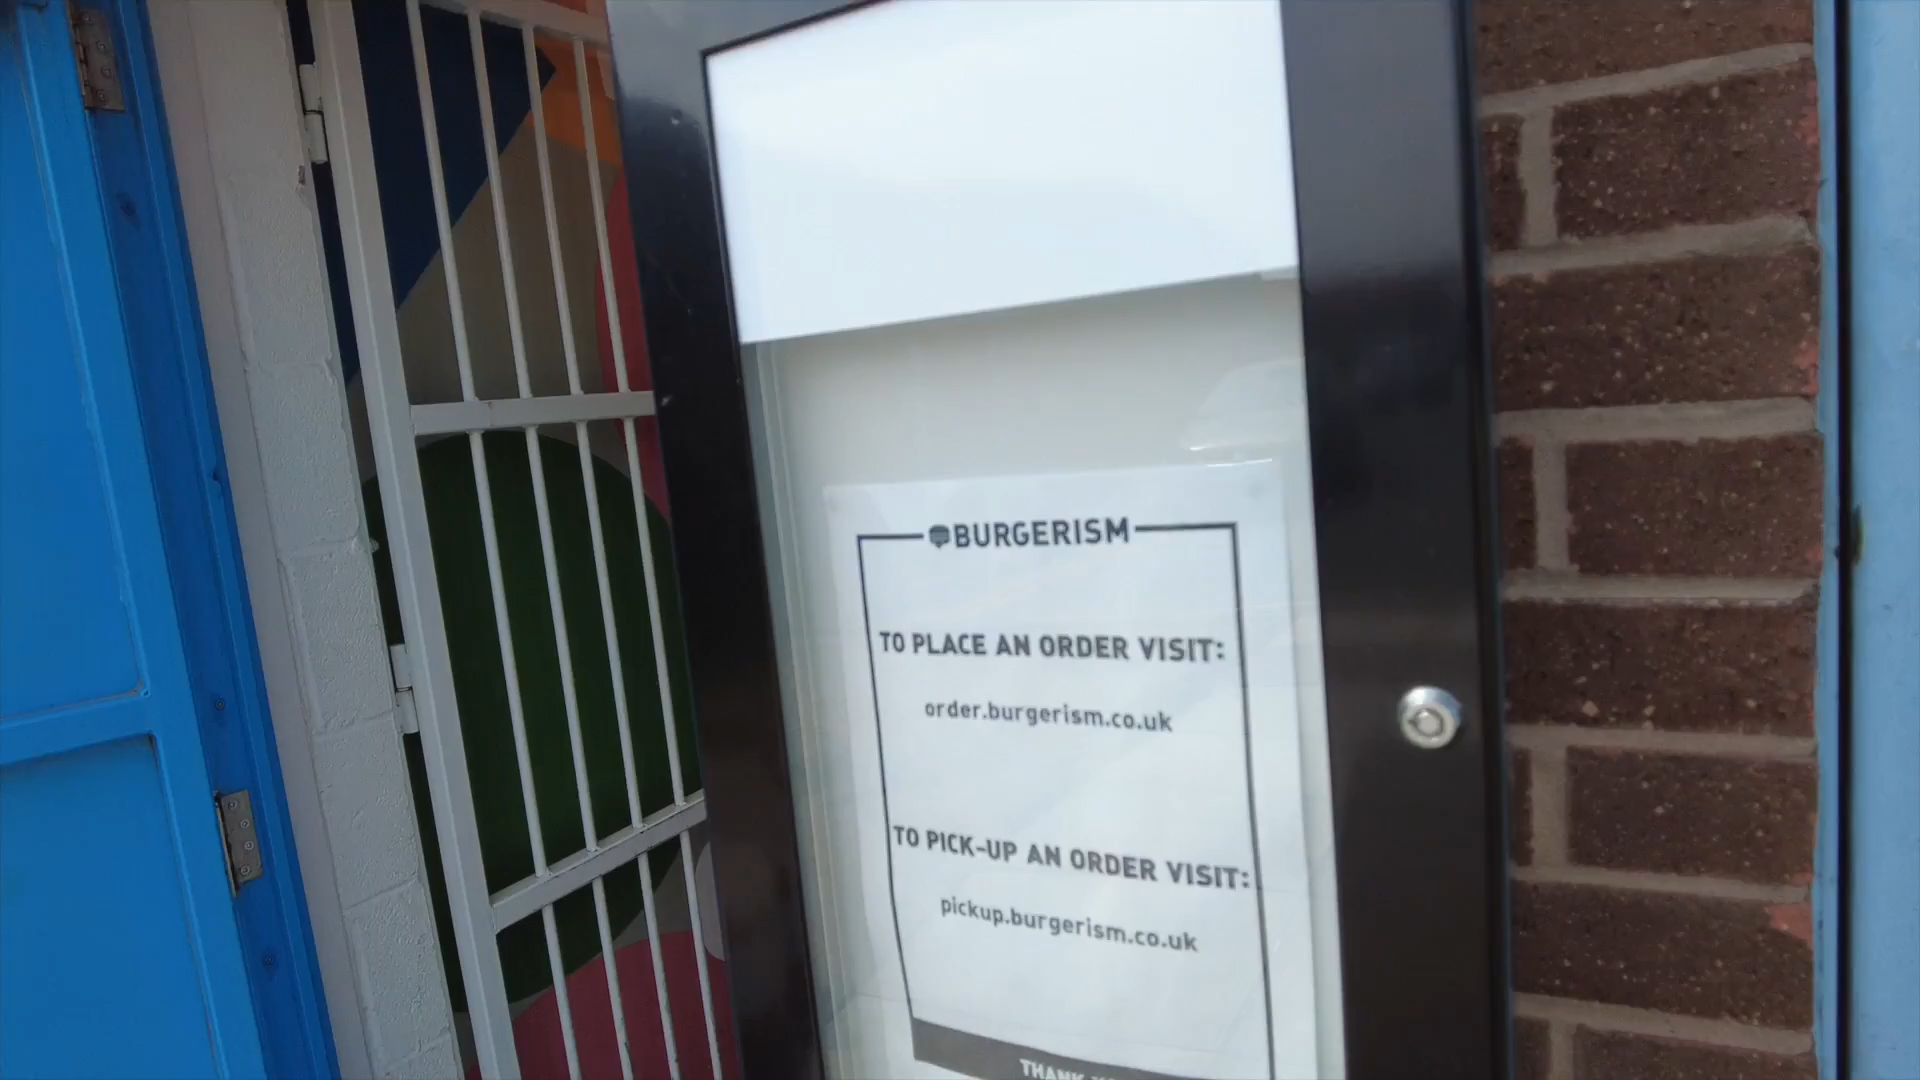 BURGERISM
TO PLACE AN ORDER VISIT:
order.burgerism.co.uk
TO PICK-UP AN ORDER VISIT:
pickup.burgerism.co.uk
THANK